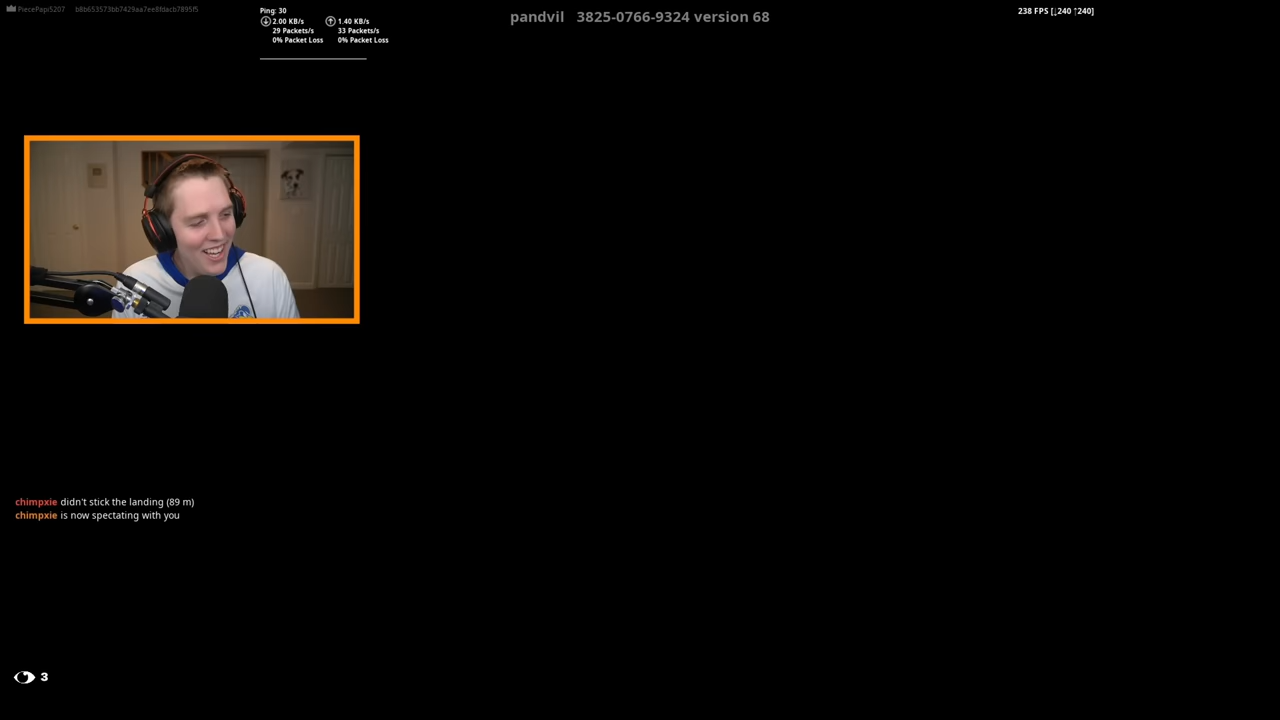 PiecePapi5207
Ping: 30
2.00 KB/s 1.40 KB/s
29 Packets/s 33 Packets/s
0% Packet Loss 0% Packet Loss
pandvil 3825-0766-9324 version 68
238 FPS [↓240 ↑240]
chimpxie didn't stick the landing (89 m)
chimpxie is now spectating with you
3